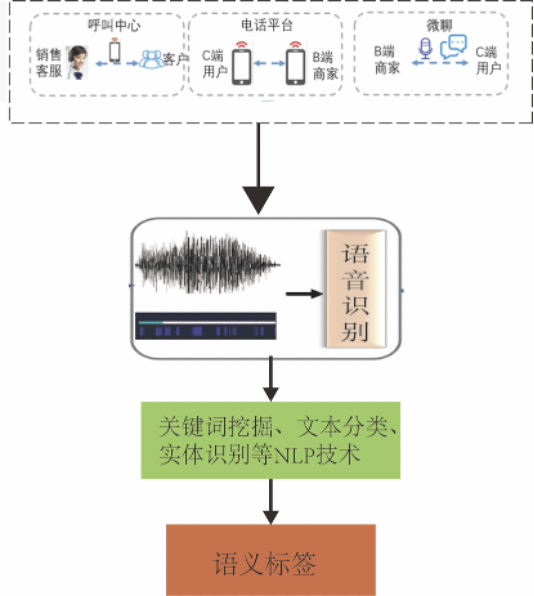 呼叫中心
销售
客服
客户
电话平台
C端
用户
B端
商家
微聊
B端
商家
C端
用户
语
音
识
别
关键词挖掘、文本分类、
实体识别等NLP技术
语义标签